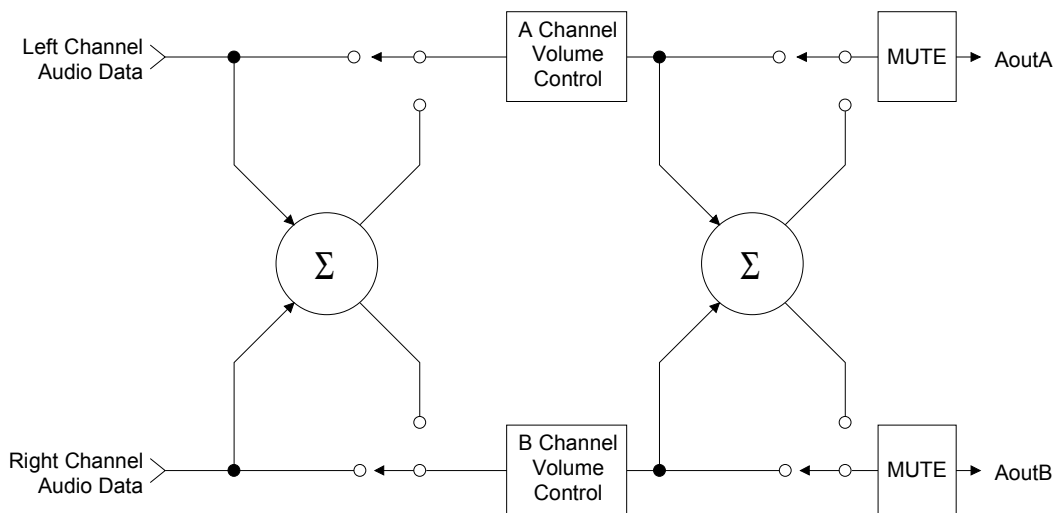 Left Channel
Audio Data
A Channel
Volume
Control
MUTE
AoutA
Σ
Σ
Right Channel
Audio Data
B Channel
Volume
Control
MUTE
AoutB